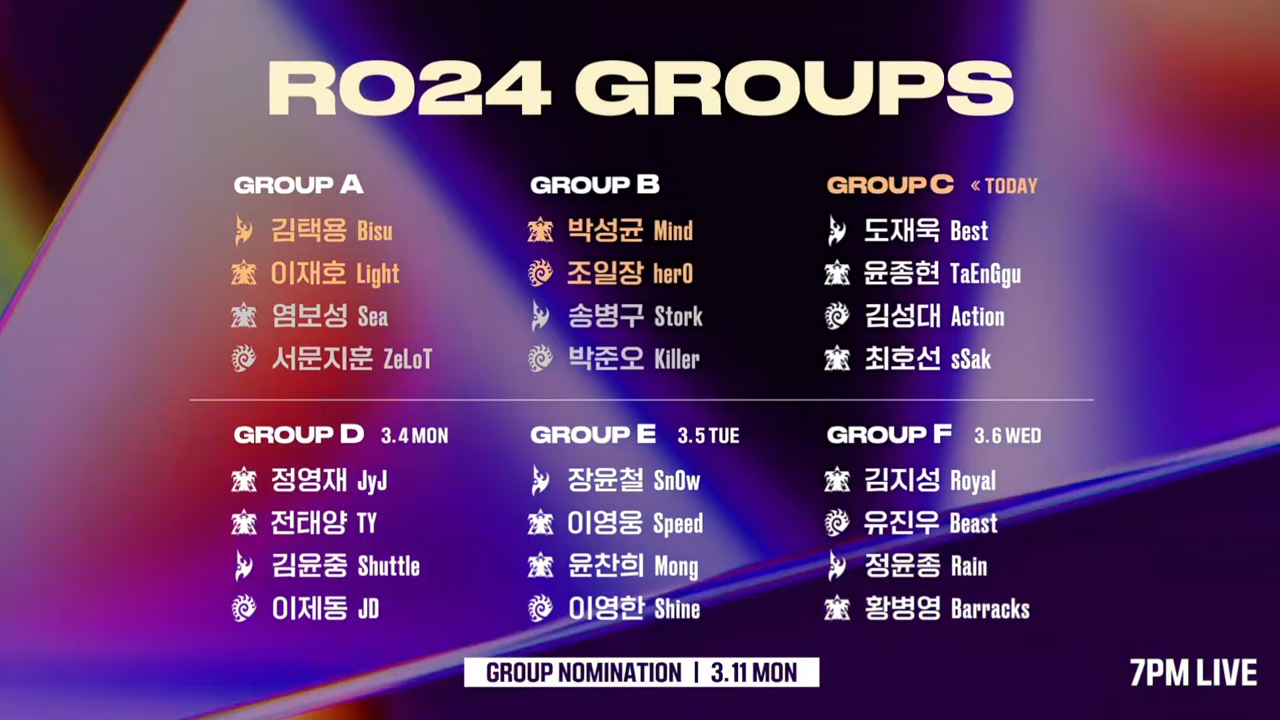 RO24 GROUPS
GROUP A
김택용 Bisu
이재호 Light
염보성 Sea
서문지훈 ZeLoT
GROUP B
박성균 Mind
조일장 her0
송병구 Stork
박준오 Killer
GROUP C « TODAY
도재욱 Best
윤종현 TaEnGgu
김성대 Action
최호선 sSak
GROUP D 3.4 MON
정영재 JyJ
전태양 TY
김윤중 Shuttle
이제동 JD
GROUP E 3.5 TUE
장윤철 Sn0w
이영웅 Speed
윤찬희 Mong
이영한 Shine
GROUP F 3.6 WED
김지성 Royal
유진우 Beast
정윤종 Rain
황병영 Barracks
GROUP NOMINATION | 3.11 MON
7PM LIVE